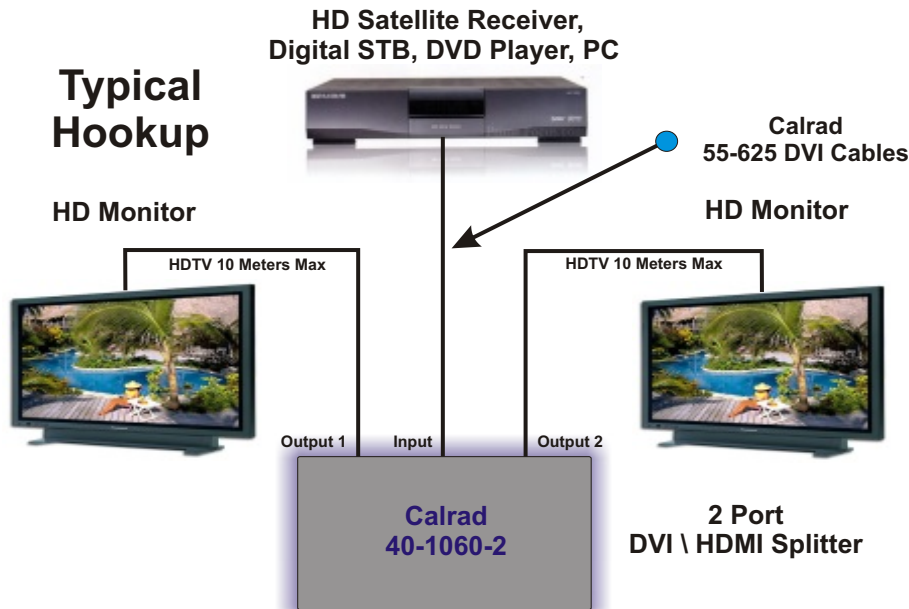 HD Satellite Receiver,
Digital STB, DVD Player, PC
Typical
Hookup
Calrad
55-625 DVI Cables
HD Monitor
HD Monitor
HDTV 10 Meters Max
HDTV 10 Meters Max
Output 1
Input
Output 2
Calrad
40-1060-2
2 Port
DVI \ HDMI Splitter